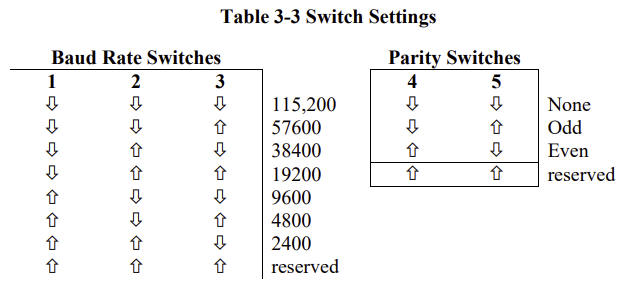 Table 3-3 Switch Settings
Baud Rate Switches
1 2 3
⇩ ⇩ ⇩ 115,200
⇩ ⇩ ⇧ 57600
⇩ ⇧ ⇩ 38400
⇩ ⇧ ⇧ 19200
⇧ ⇩ ⇩ 9600
⇧ ⇩ ⇧ 4800
⇧ ⇧ ⇩ 2400
⇧ ⇧ ⇧ reserved
Parity Switches
4 5
⇩ ⇩ None
⇩ ⇧ Odd
⇧ ⇩ Even
⇧ ⇧ reserved